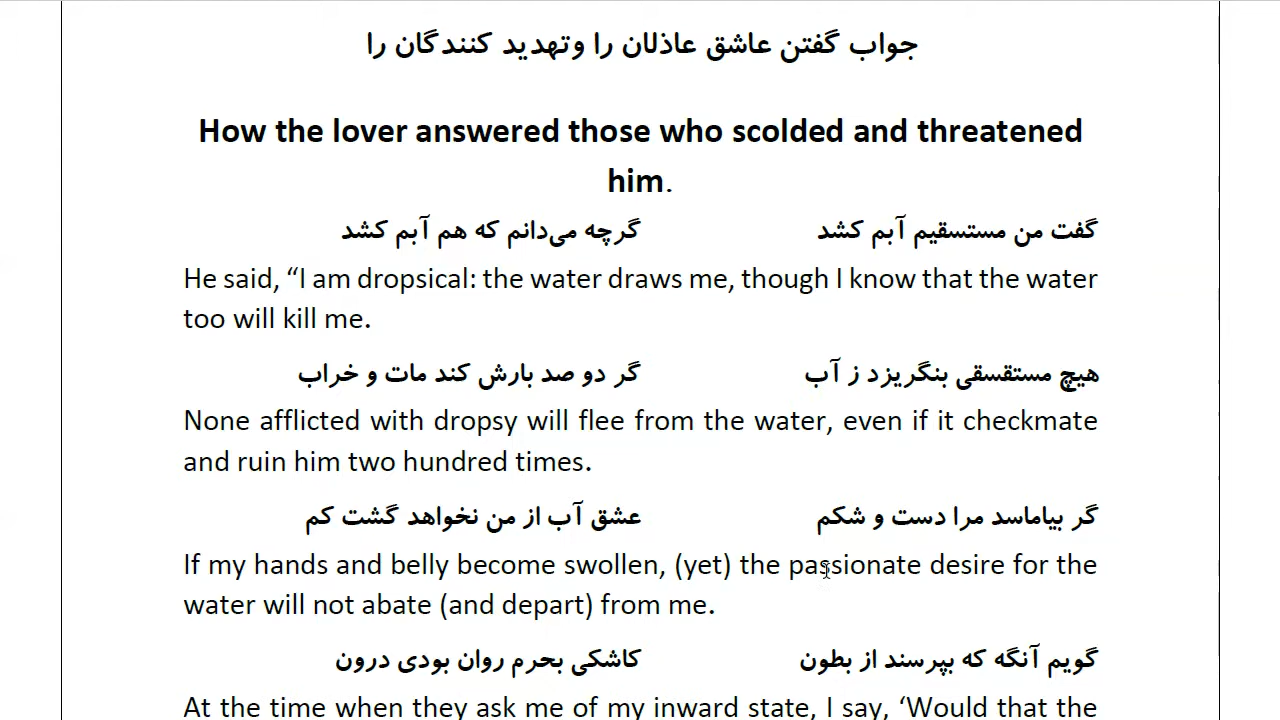 جواب گفتن عاشق عاذلان را وتهدید کنندگان را
How the lover answered those who scolded and threatened
him.
گفت من مستسقیم آبم کشد گرچه می‌دانم که هم آبم کشد
He said, “I am dropsical: the water draws me, though I know that the water
too will kill me.
هیچ مستقسقی بنگریزد ز آب گر دو صد بارش کند مات و خراب
None afflicted with dropsy will flee from the water, even if it checkmate
and ruin him two hundred times.
گر بیاماسد مرا دست و شکم عشق آب از من نخواهد گشت کم
If my hands and belly become swollen, (yet) the passionate desire for the
water will not abate (and depart) from me.
گویم آنگه که بپرسند از بطون کاشکی بحرم روان بودی درون
At the time when they ask me of my inward state, I say, ‘Would that the